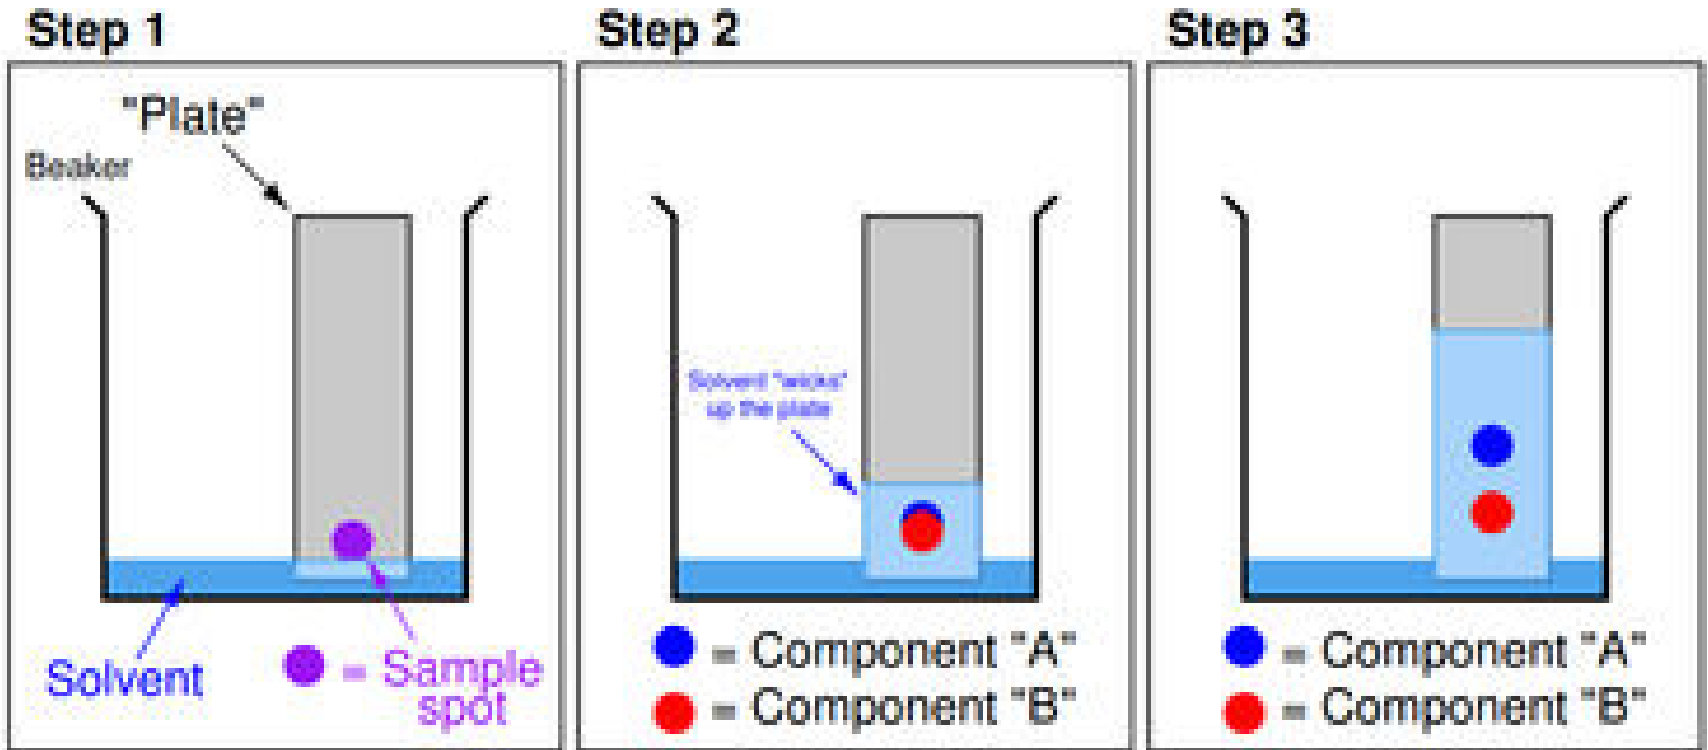 Step 1
"Plate"
Beaker
Solvent
= Sample
spot
Step 2
Solvent "wicks"
up the plate
= Component "A"
= Component "B"
Step 3
= Component "A"
= Component "B"